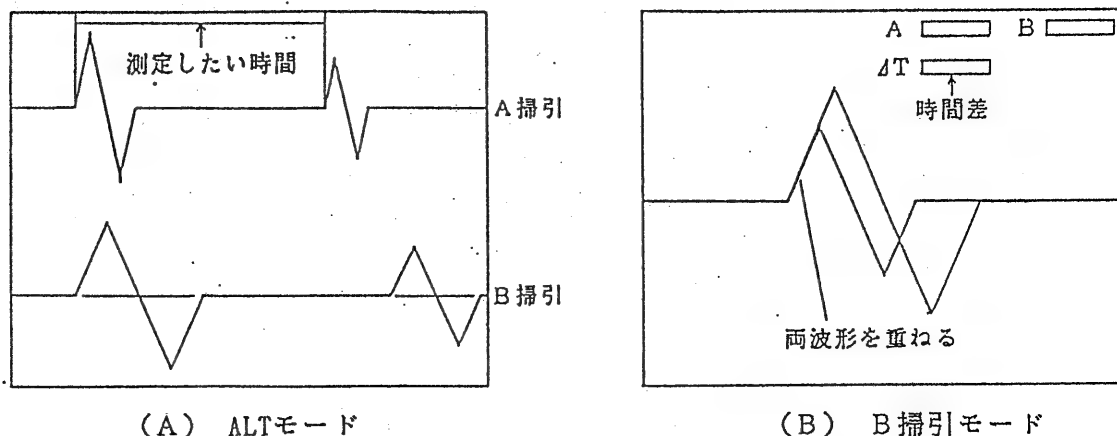 測定したい時間
A掃引
B掃引
(A) ALTモード
A B
⊿T
時間差
両波形を重ねる
(B) B掃引モード